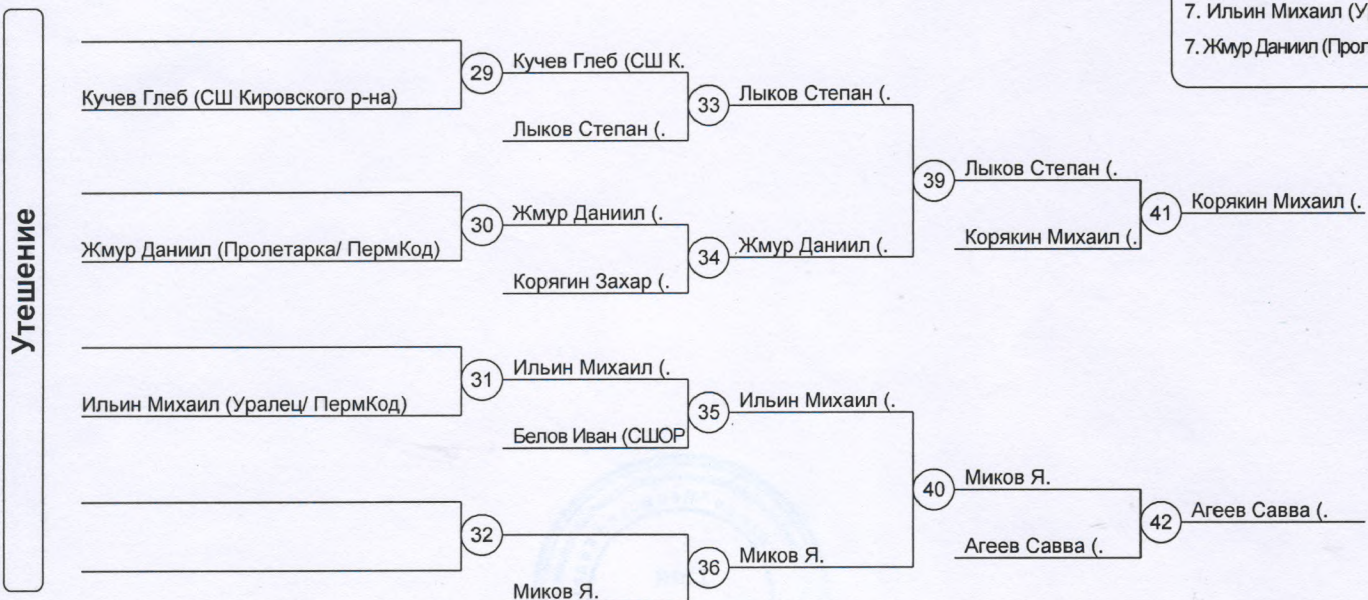 7. Ильин Михаил (У
7. Жмур Даниил (Прол
Утешение
29
Кучев Глеб (СШ К.
Кучев Глеб (СШ Кировского р-на)
33
Лыков Степан (.
Лыков Степан (.
39
Лыков Степан (.
30
Жмур Даниил (.
Жмур Даниил (Пролетарка/ ПермКод)
34
Жмур Даниил (.
Корягин Захар (.
Корякин Михаил (.
41
Корякин Михаил (.
31
Ильин Михаил (.
Ильин Михаил (Уралец/ ПермКод)
35
Ильин Михаил (.
Белов Иван (СШОР
40
Миков Я.
32
36
Миков Я.
Миков Я.
Агеев Савва (.
42
Агеев Савва (.